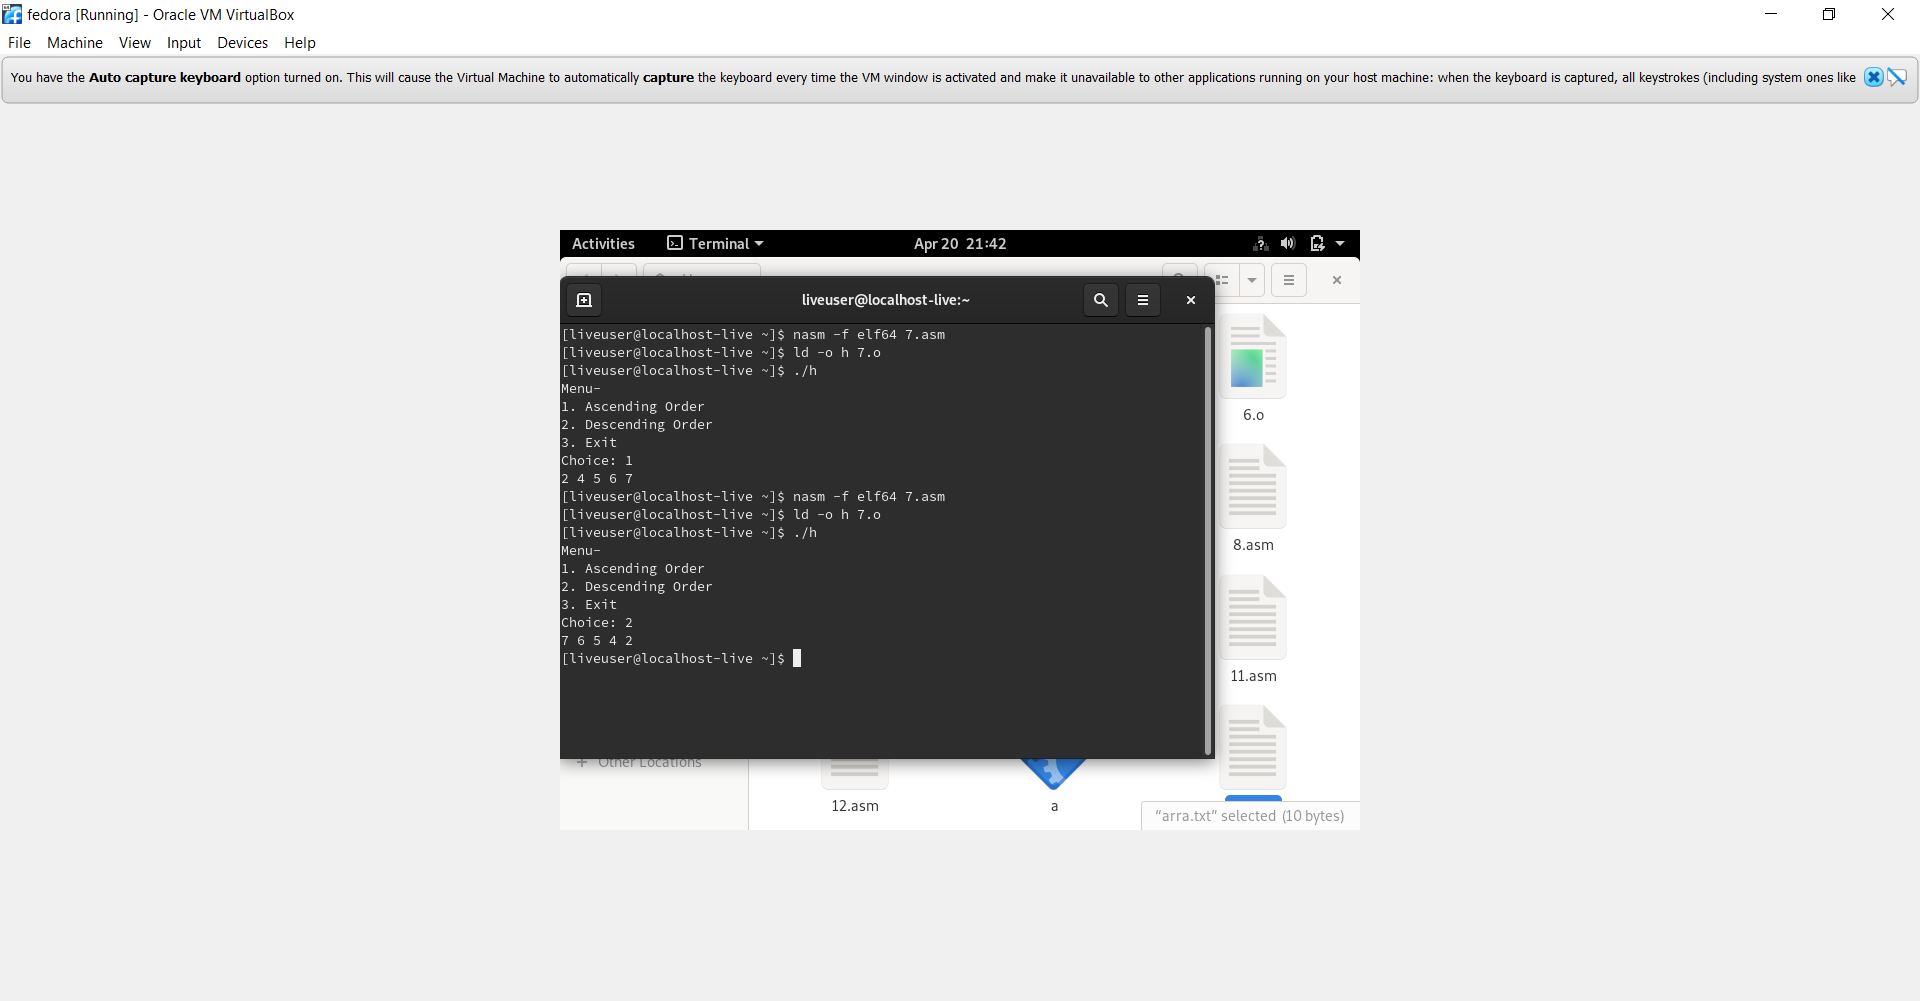 fedora [Running] - Oracle VM VirtualBox
File Machine View Input Devices Help
You have the Auto capture keyboard option turned on. This will cause the Virtual Machine to automatically capture the keyboard every time the VM window is activated and make it unavailable to other applications running on your host machine: when the keyboard is captured, all keystrokes (including system ones like
Activities Terminal Apr 20 21:42
liveuser@localhost-live:~
[liveuser@localhost-live ~]$ nasm -f elf64 7.asm
[liveuser@localhost-live ~]$ ld -o h 7.o
[liveuser@localhost-live ~]$ ./h
Menu-
1. Ascending Order
2. Descending Order
3. Exit
Choice: 1
2 4 5 6 7
[liveuser@localhost-live ~]$ nasm -f elf64 7.asm
[liveuser@localhost-live ~]$ ld -o h 7.o
[liveuser@localhost-live ~]$ ./h
Menu-
1. Ascending Order
2. Descending Order
3. Exit
Choice: 2
7 6 5 4 2
[liveuser@localhost-live ~]$
6.o
8.asm
11.asm
+ Other Locations
12.asm
a
“arra.txt” selected (10 bytes)